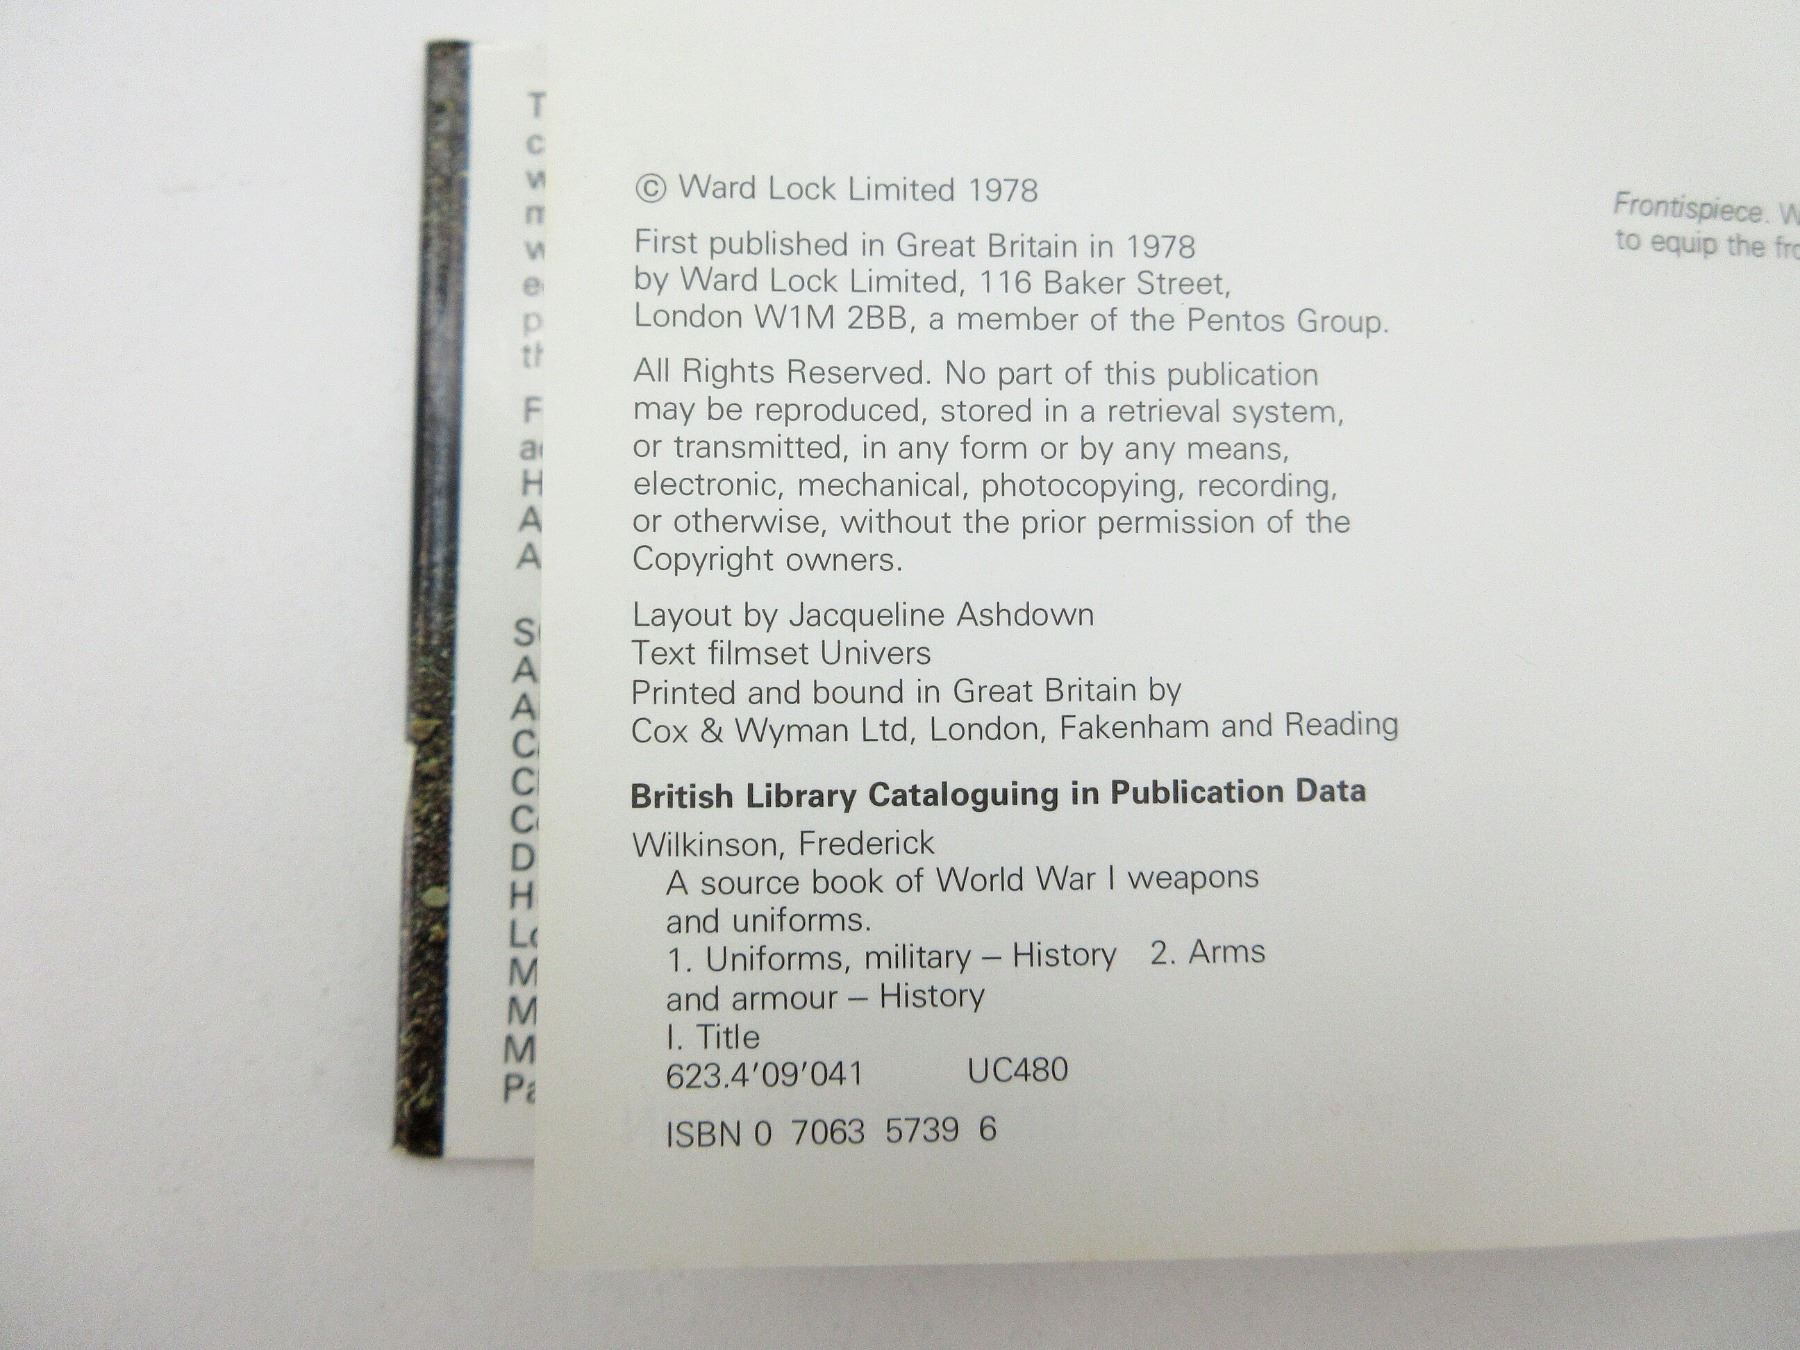 © Ward Lock Limited 1978
First published in Great Britain in 1978
by Ward Lock Limited, 116 Baker Street,
London W1M 2BB, a member of the Pentos Group.
All Rights Reserved. No part of this publication
may be reproduced, stored in a retrieval system,
or transmitted, in any form or by any means,
electronic, mechanical, photocopying, recording,
or otherwise, without the prior permission of the
Copyright owners.
Layout by Jacqueline Ashdown
Text filmset Univers
Printed and bound in Great Britain by
Cox & Wyman Ltd, London, Fakenham and Reading
British Library Cataloguing in Publication Data
Wilkinson, Frederick
A source book of World War I weapons
and uniforms.
1. Uniforms, military – History 2. Arms
and armour – History
I. Title
623.4'09'041 UC480
ISBN 0 7063 5739 6
Frontispiece.
to equip the